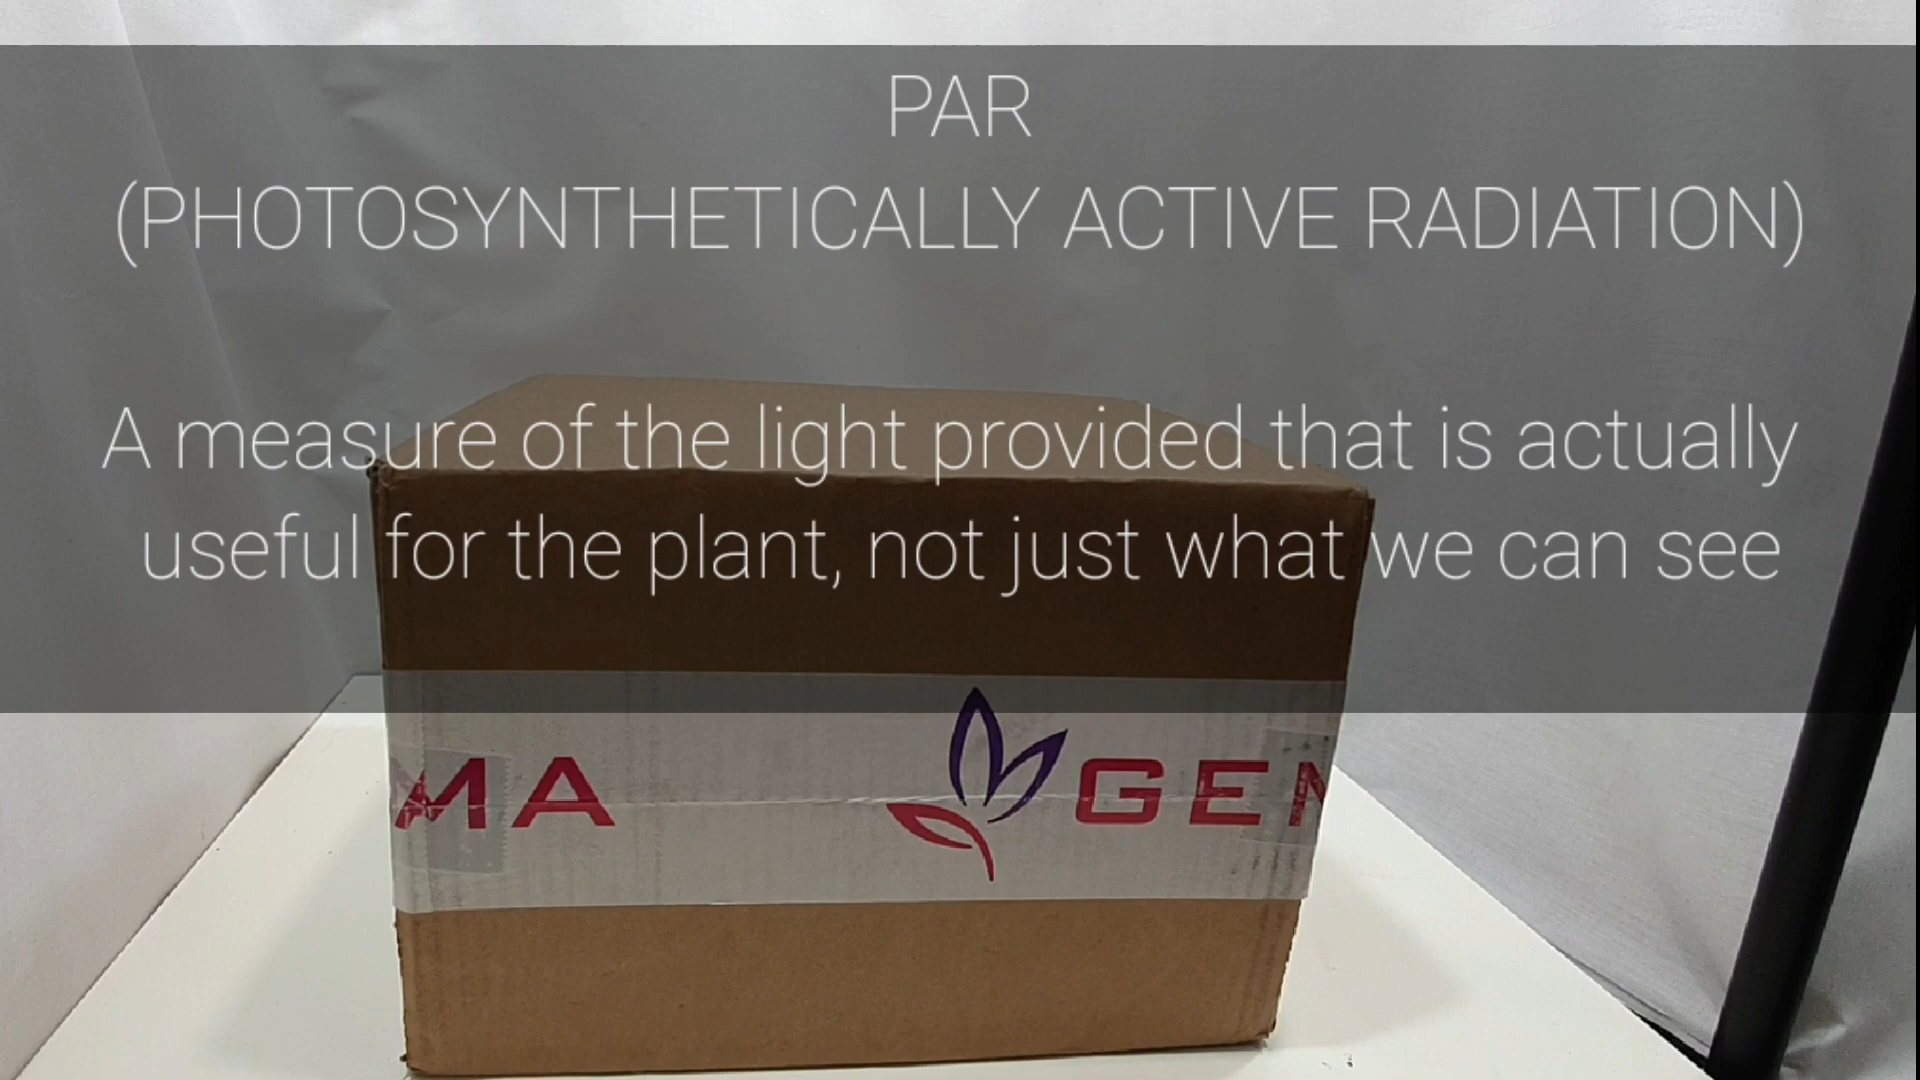 PAR
(PHOTOSYNTHETICALLY ACTIVE RADIATION)
A measure of the light provided that is actually
useful for the plant, not just what we can see
MA GEN